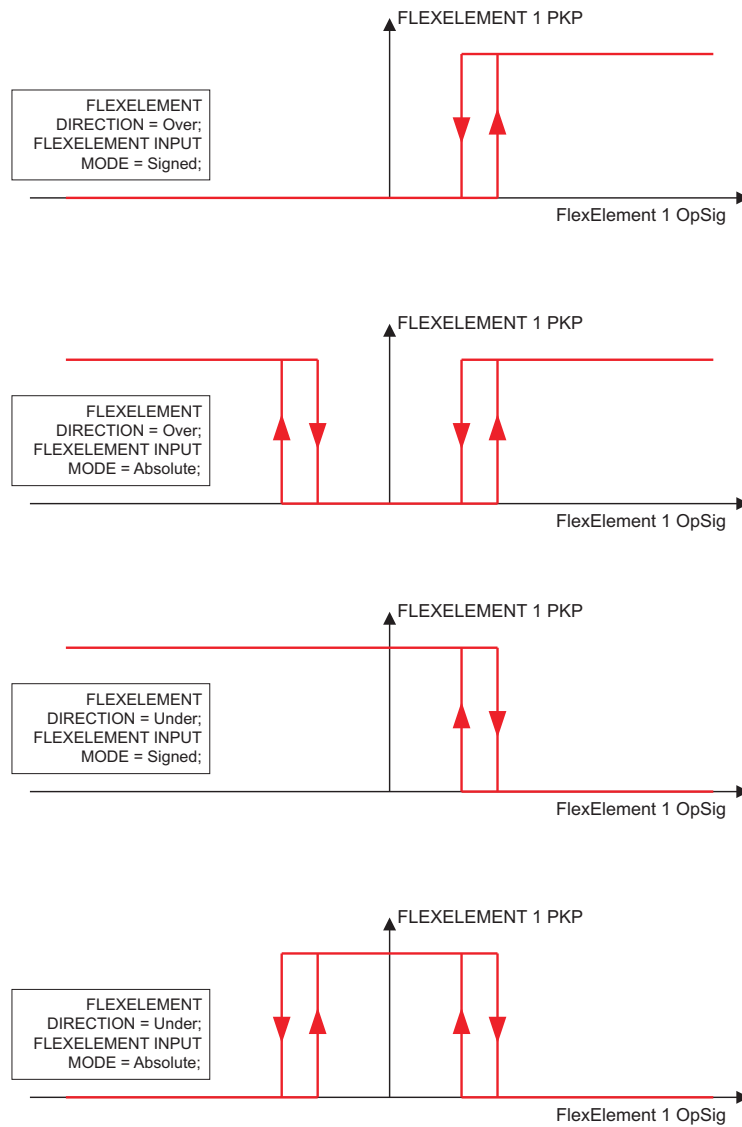 FLEXELEMENT 1 PKP
FLEXELEMENT
DIRECTION = Over;
FLEXELEMENT INPUT
MODE = Signed;
FlexElement 1 OpSig
FLEXELEMENT 1 PKP
FLEXELEMENT
DIRECTION = Over;
FLEXELEMENT INPUT
MODE = Absolute;
FlexElement 1 OpSig
FLEXELEMENT 1 PKP
FLEXELEMENT
DIRECTION = Under;
FLEXELEMENT INPUT
MODE = Signed;
FlexElement 1 OpSig
FLEXELEMENT 1 PKP
FLEXELEMENT
DIRECTION = Under;
FLEXELEMENT INPUT
MODE = Absolute;
FlexElement 1 OpSig